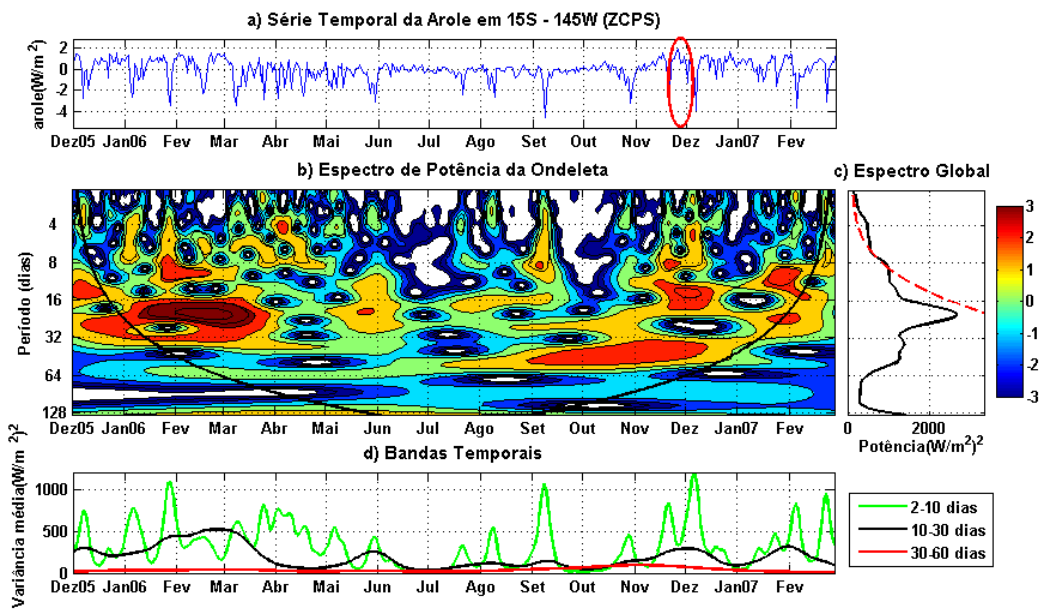 a) Série Temporal da Arole em 15S - 145W (ZCPS)
arole(W/m²)
2
0
-2
-4
Dez05 Jan06 Fev Mar Abr Mai Jun Jul Ago Set Out Nov Dez Jan07 Fev
b) Espectro de Potência da Ondeleta
Período (dias)
4
8
16
32
64
128
Dez05 Jan06 Fev Mar Abr Mai Jun Jul Ago Set Out Nov Dez Jan07 Fev
c) Espectro Global
0 2000
Potência(W/m²)²
3
2
1
0
-1
-2
-3
d) Bandas Temporais
Variância média(W/m²)²
1000
500
0
Dez05 Jan06 Fev Mar Abr Mai Jun Jul Ago Set Out Nov Dez Jan07 Fev
2-10 dias
10-30 dias
30-60 dias